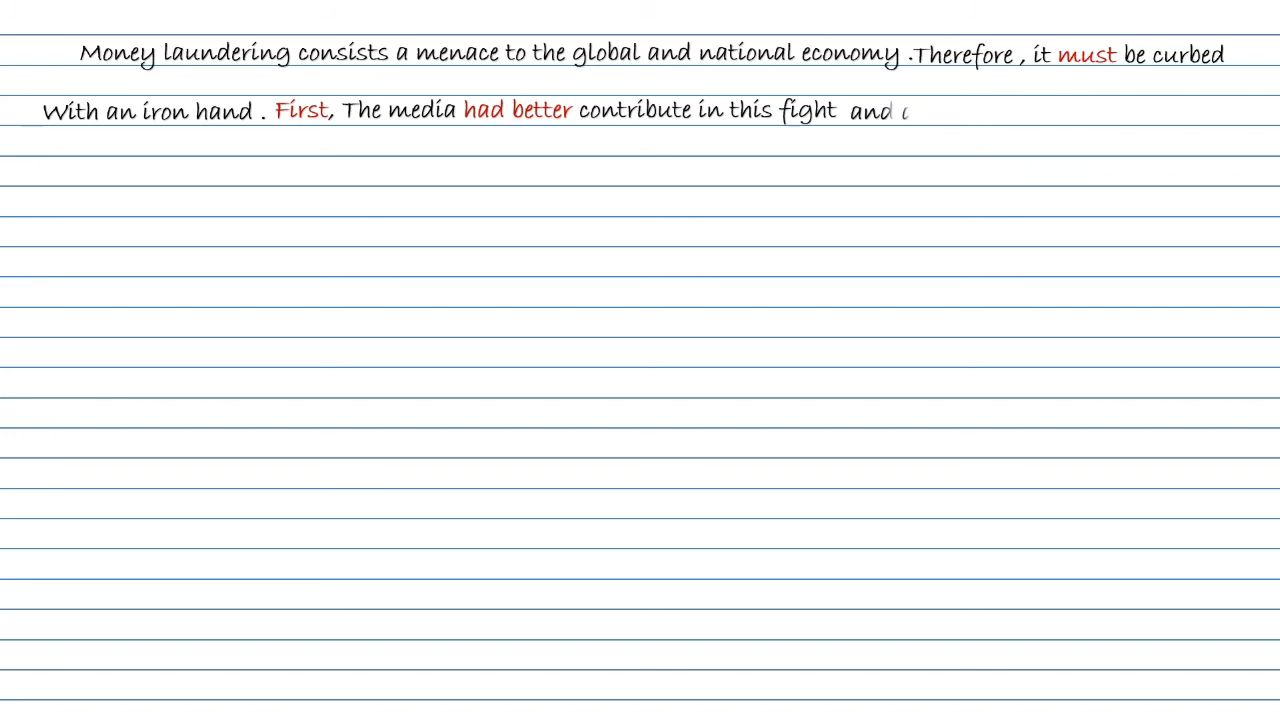 Money laundering consists a menace to the global and national economy .Therefore , it must be curbed
With an iron hand . First, The media had better contribute in this fight and